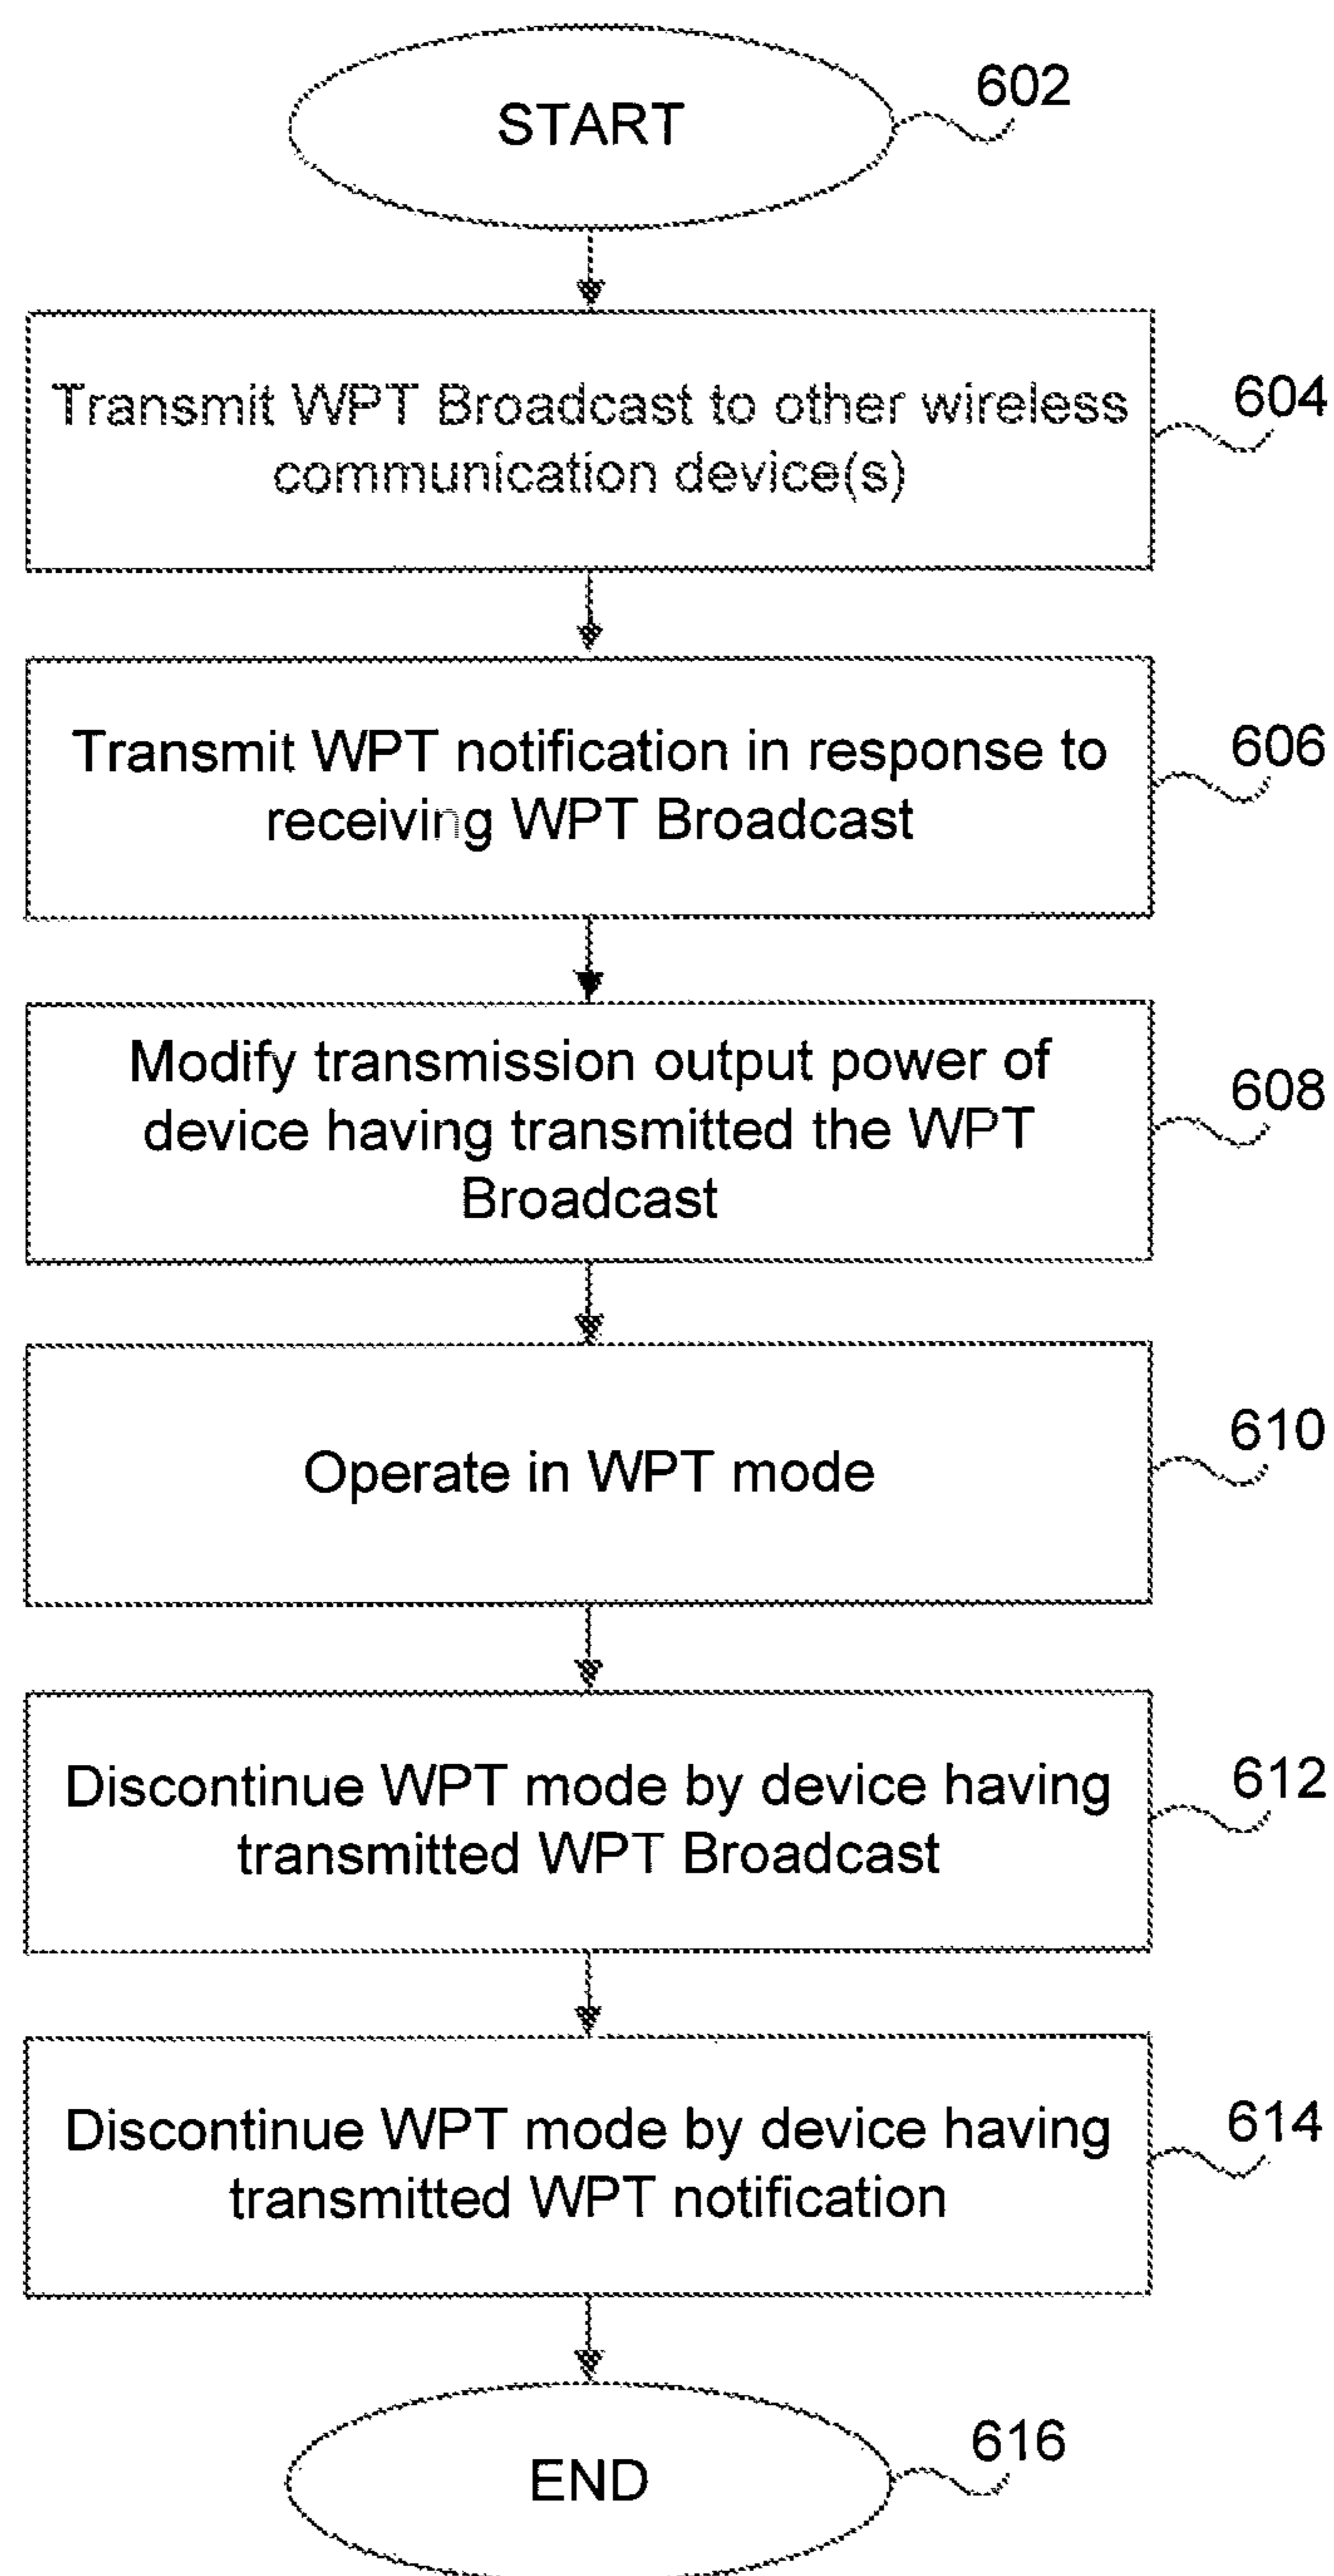 START
602
Transmit WPT Broadcast to other wireless
communication device(s)
604
Transmit WPT notification in response to
receiving WPT Broadcast
606
Modify transmission output power of
device having transmitted the WPT
Broadcast
608
Operate in WPT mode
610
Discontinue WPT mode by device having
transmitted WPT Broadcast
612
Discontinue WPT mode by device having
transmitted WPT notification
614
END
616